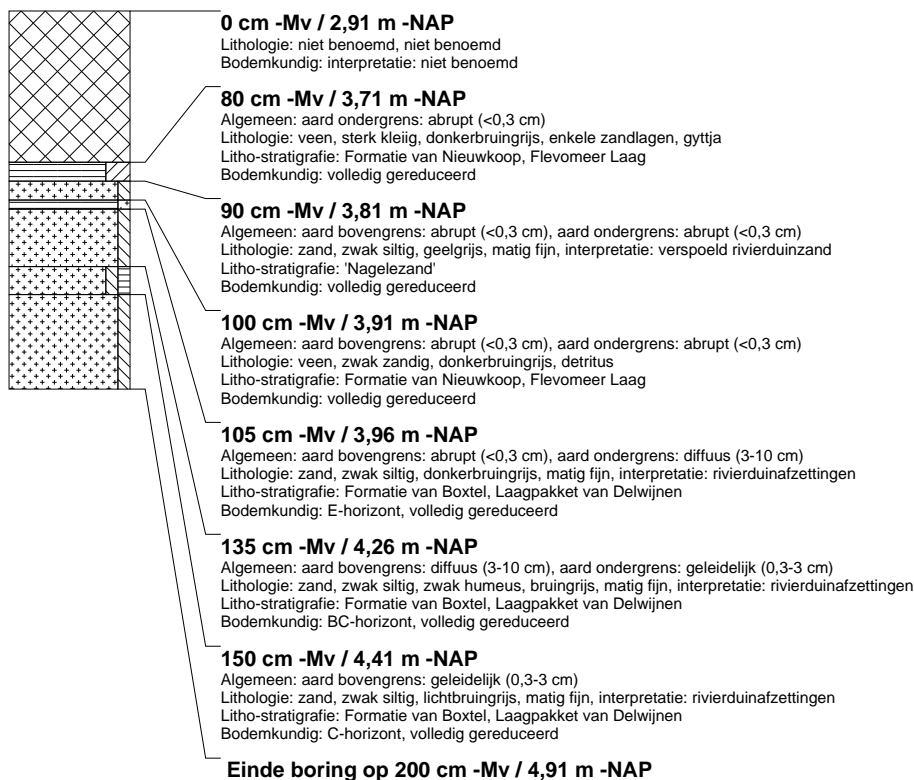 0 cm -Mv / 2,91 m -NAP
Lithologie: niet benoemd, niet benoemd
Bodemkundig: interpretatie: niet benoemd
80 cm -Mv / 3,71 m -NAP
Algemeen: aard ondergrens: abrupt (<0,3 cm)
Lithologie: veen, sterk kleiig, donkerbruingrijs, enkele zandlagen, gyttja
Litho-stratigrafie: Formatie van Nieuwkoop, Flevomeer Laag
Bodemkundig: volledig gereduceerd
90 cm -Mv / 3,81 m -NAP
Algemeen: aard bovengrens: abrupt (<0,3 cm), aard ondergrens: abrupt (<0,3 cm)
Lithologie: zand, zwak siltig, geelgrijs, matig fijn, interpretatie: verspoeld rivierduinzand
Litho-stratigrafie: 'Nagelezand'
Bodemkundig: volledig gereduceerd
100 cm -Mv / 3,91 m -NAP
Algemeen: aard bovengrens: abrupt (<0,3 cm), aard ondergrens: abrupt (<0,3 cm)
Lithologie: veen, zwak zandig, donkerbruingrijs, detritus
Litho-stratigrafie: Formatie van Nieuwkoop, Flevomeer Laag
Bodemkundig: volledig gereduceerd
105 cm -Mv / 3,96 m -NAP
Algemeen: aard bovengrens: abrupt (<0,3 cm), aard ondergrens: diffuus (3-10 cm)
Lithologie: zand, zwak siltig, donkerbruingrijs, matig fijn, interpretatie: rivierduinafzettingen
Litho-stratigrafie: Formatie van Boxtel, Laagpakket van Delwijnen
Bodemkundig: E-horizont, volledig gereduceerd
135 cm -Mv / 4,26 m -NAP
Algemeen: aard bovengrens: diffuus (3-10 cm), aard ondergrens: geleidelijk (0,3-3 cm)
Lithologie: zand, zwak siltig, zwak humeus, bruingrijs, matig fijn, interpretatie: rivierduinafzettingen
Litho-stratigrafie: Formatie van Boxtel, Laagpakket van Delwijnen
Bodemkundig: BC-horizont, volledig gereduceerd
150 cm -Mv / 4,41 m -NAP
Algemeen: aard bovengrens: geleidelijk (0,3-3 cm)
Lithologie: zand, zwak siltig, lichtbruingrijs, matig fijn, interpretatie: rivierduinafzettingen
Litho-stratigrafie: Formatie van Boxtel, Laagpakket van Delwijnen
Bodemkundig: C-horizont, volledig gereduceerd
Einde boring op 200 cm -Mv / 4,91 m -NAP